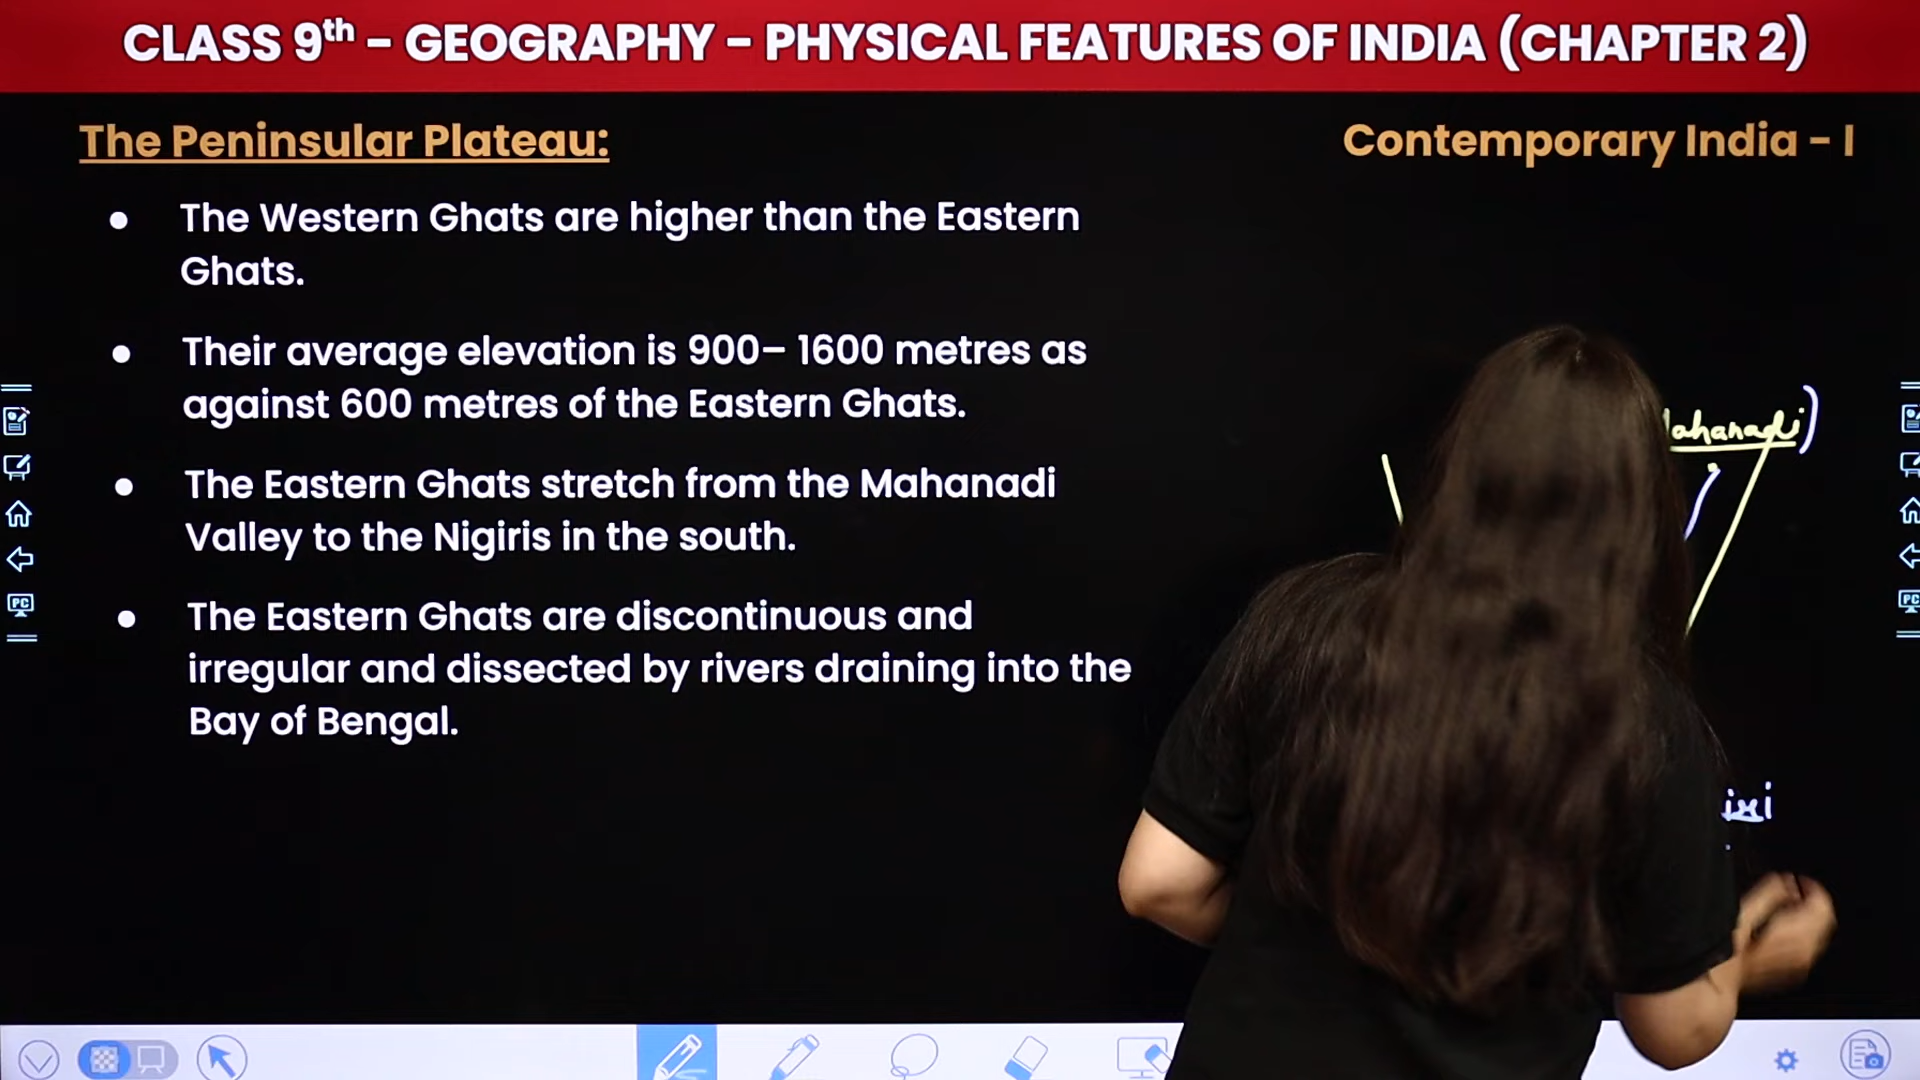 CLASS 9th - GEOGRAPHY - PHYSICAL FEATURES OF INDIA (CHAPTER 2)
The Peninsular Plateau:
Contemporary India - I
● The Western Ghats are higher than the Eastern
Ghats.
● Their average elevation is 900– 1600 metres as
against 600 metres of the Eastern Ghats.
● The Eastern Ghats stretch from the Mahanadi
Valley to the Nigiris in the south.
● The Eastern Ghats are discontinuous and
irregular and dissected by rivers draining into the
Bay of Bengal.
ahanadi)
PC
PC